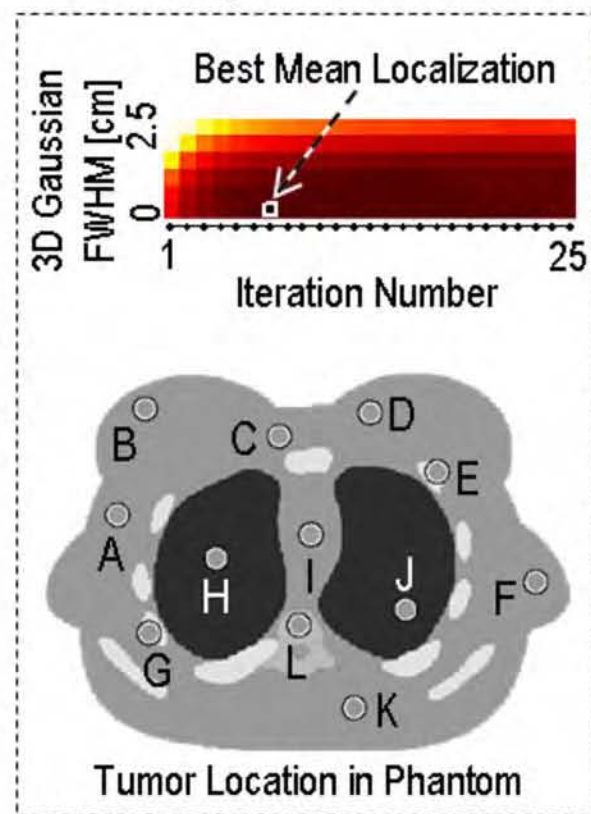 Best Mean Localization
3D Gaussian
FWHM [cm]
2.5
0
1
25
Iteration Number
B
C
D
E
A
H
I
J
F
G
L
K
Tumor Location in Phantom